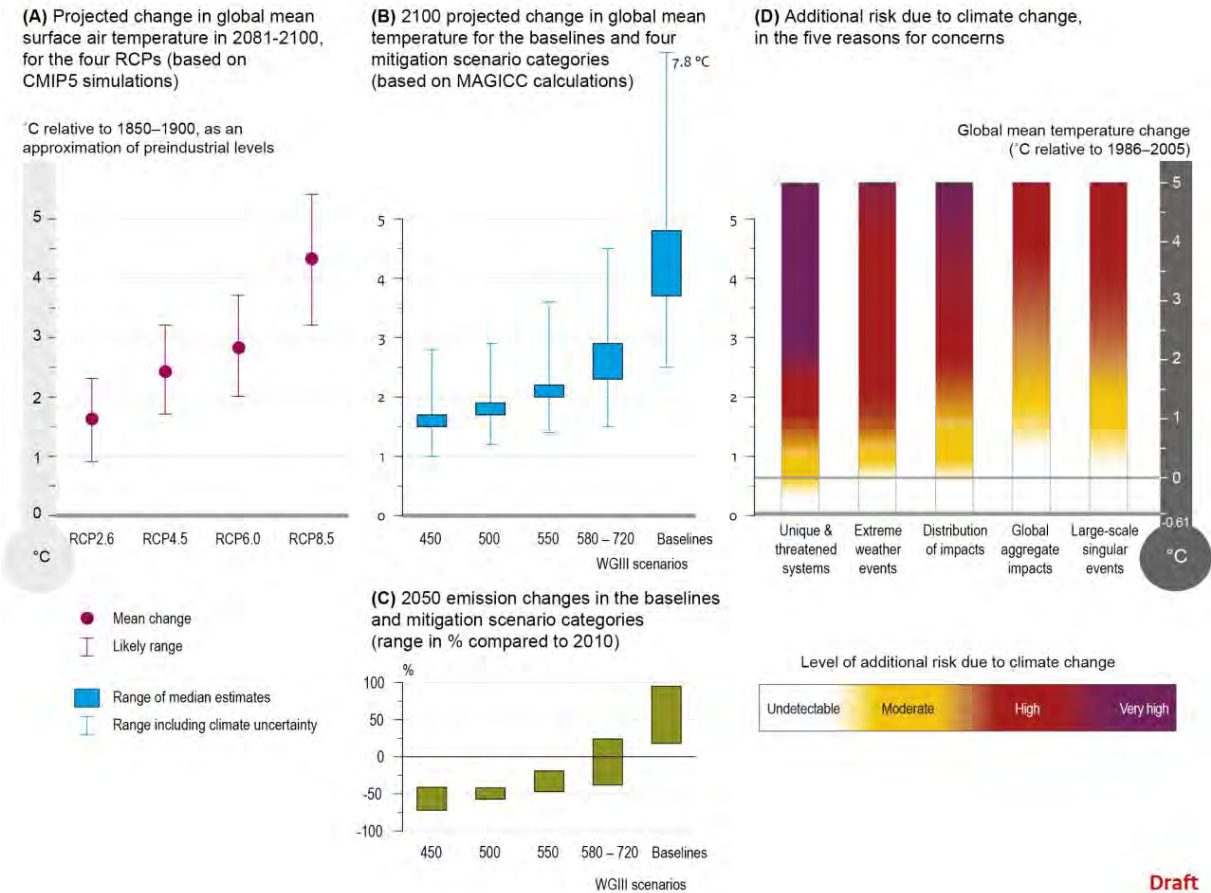 (A) Projected change in global mean
surface air temperature in 2081-2100,
for the four RCPs (based on
CMIP5 simulations)
°C relative to 1850–1900, as an
approximation of preindustrial levels
5
4
3
2
1
0
RCP2.6 RCP4.5 RCP6.0 RCP8.5
°C
Mean change
Likely range
Range of median estimates
Range including climate uncertainty
(B) 2100 projected change in global mean
temperature for the baselines and four
mitigation scenario categories
(based on MAGICC calculations)
7.8 °C
5
4
3
2
1
0
450 500 550 580 – 720 Baselines
WGIII scenarios
(C) 2050 emission changes in the baselines
and mitigation scenario categories
(range in % compared to 2010)
%
100
50
0
-50
-100
450 500 550 580 – 720 Baselines
WGIII scenarios
(D) Additional risk due to climate change,
in the five reasons for concerns
Global mean temperature change
(°C relative to 1986–2005)
5
4
3
2
1
0
-0.61
°C
5
4
3
2
1
0
Unique &
threatened
systems
Extreme
weather
events
Distribution
of impacts
Global
aggregate
impacts
Large-scale
singular
events
Level of additional risk due to climate change
Undetectable Moderate High Very high
Draft